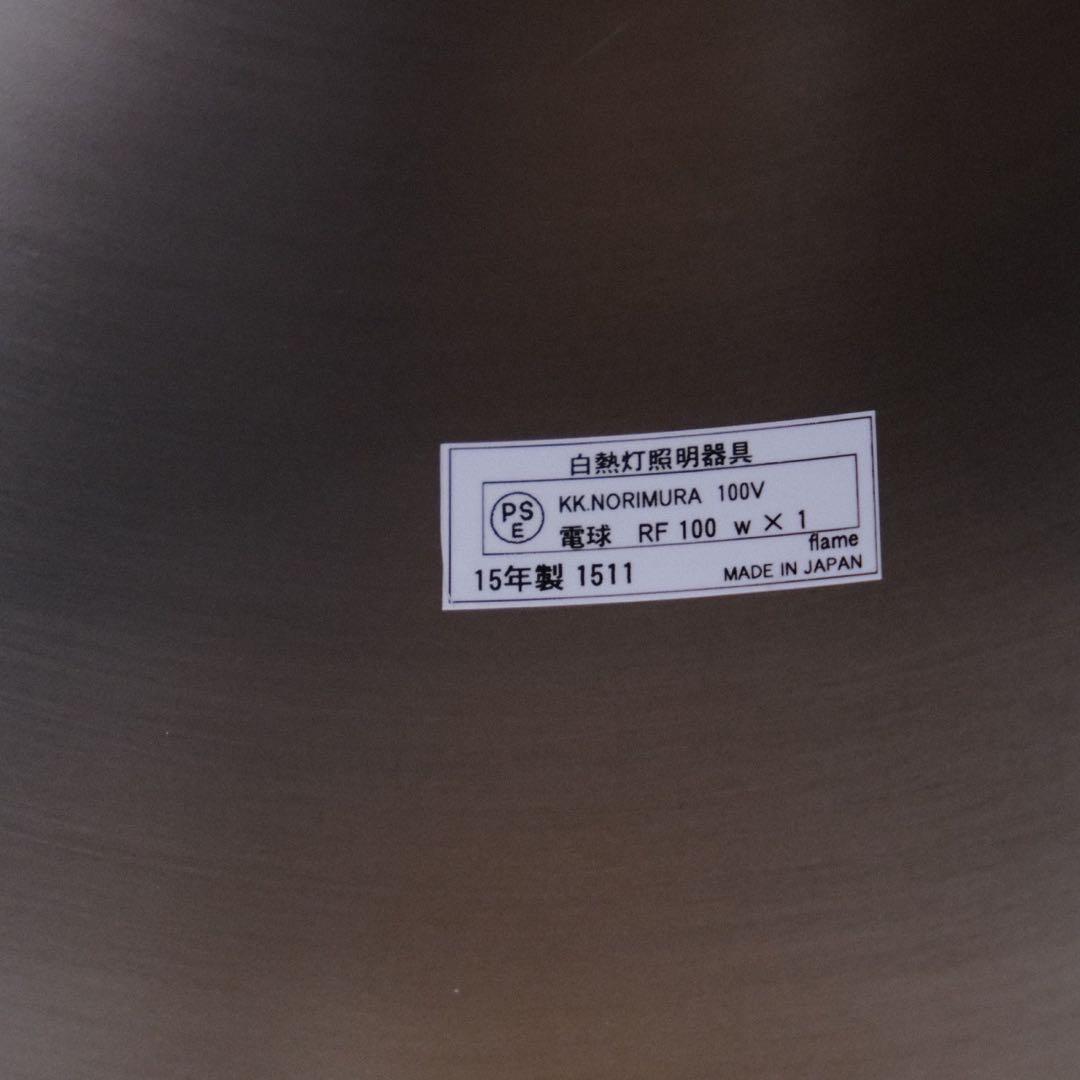 白熱灯照明器具
PS
E
KK.NORIMURA 100V
電球 RF 100 w × 1
flame
15年製 1511 MADE IN JAPAN